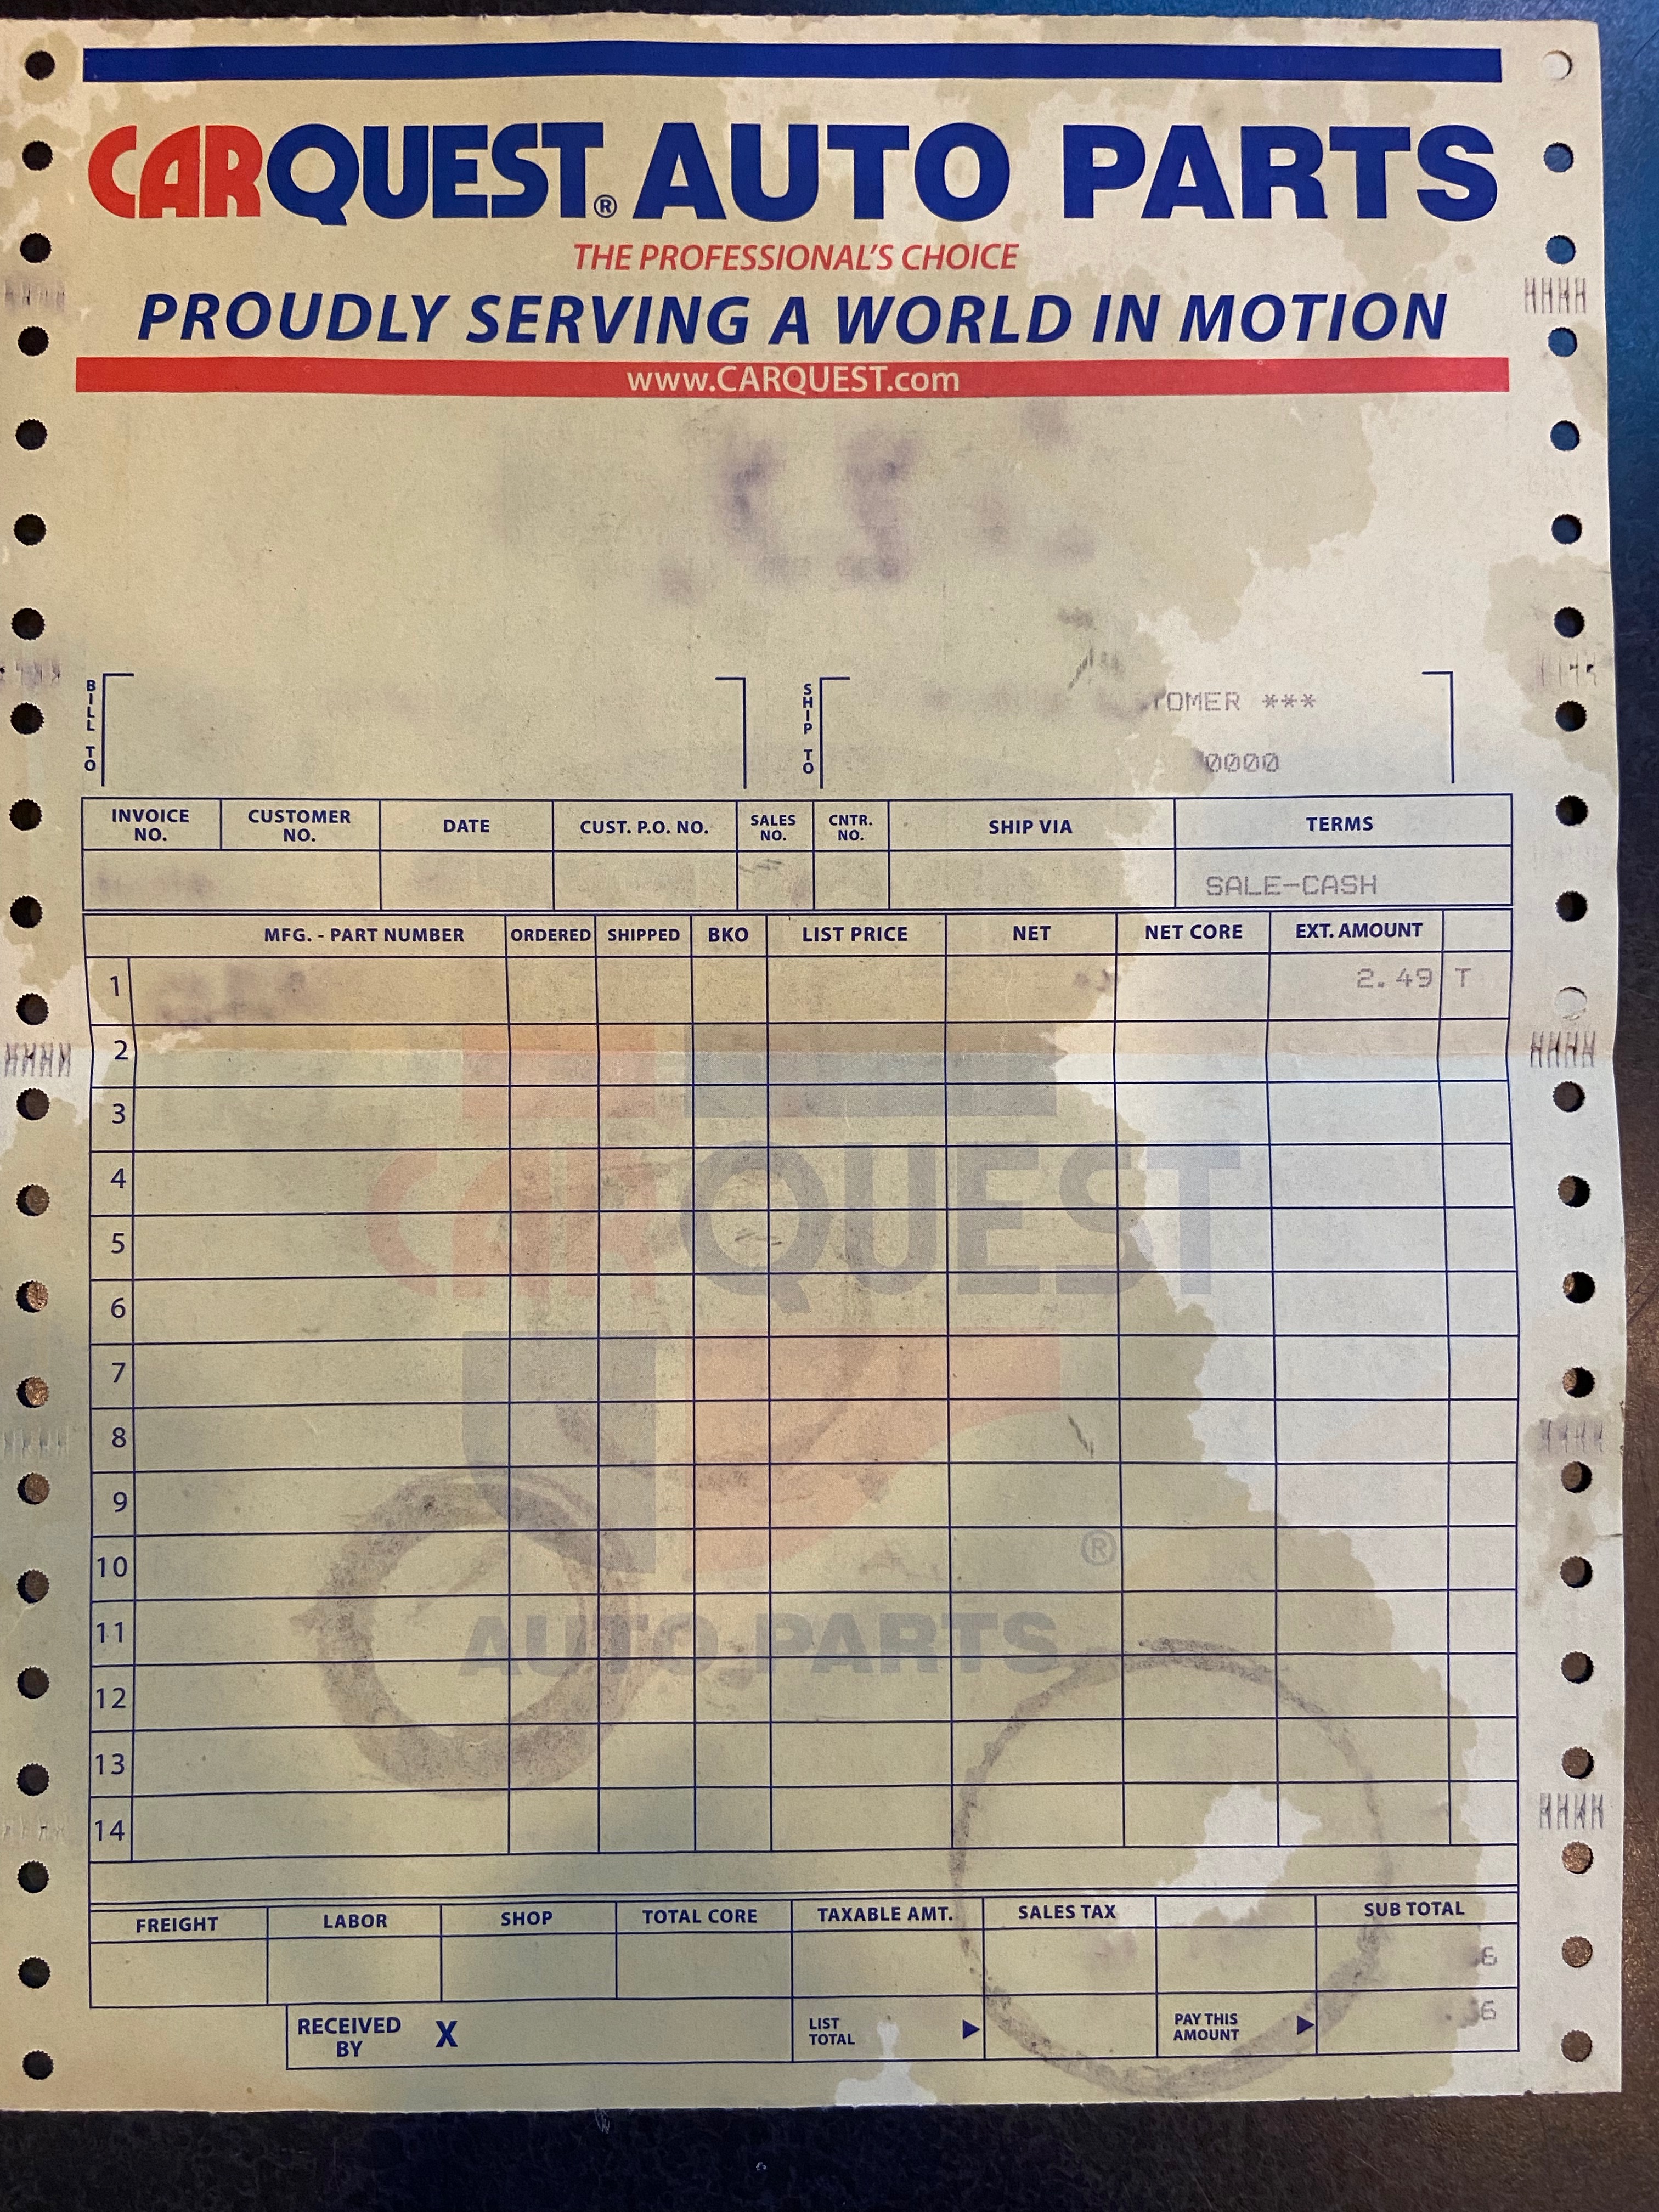 CARQUEST® AUTO PARTS
THE PROFESSIONAL'S CHOICE
PROUDLY SERVING A WORLD IN MOTION
www.CARQUEST.com
BILL TO
SHIP TO
OMER ***
0000
INVOICE NO. CUSTOMER NO. DATE CUST. P.O. NO. SALES NO. CNTR. NO. SHIP VIA TERMS
SALE-CASH
MFG. - PART NUMBER ORDERED SHIPPED BKO LIST PRICE NET NET CORE EXT. AMOUNT
1 2.49 T
2
3
4
5
6
7
8
9
10
11
12
13
14
CARQUEST
®
AUTO PARTS
FREIGHT LABOR SHOP TOTAL CORE TAXABLE AMT. SALES TAX SUB TOTAL
6
RECEIVED BY X LIST TOTAL PAY THIS AMOUNT 6